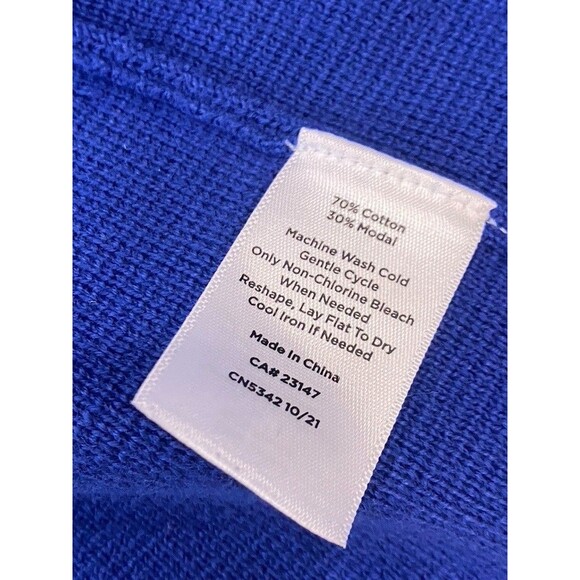 70% Cotton
30% Modal
Machine Wash Cold
Gentle Cycle
Only Non-Chlorine Bleach
When Needed
Reshape, Lay Flat To Dry
Cool Iron If Needed
Made In China
CA# 23147
CN5342 10/21